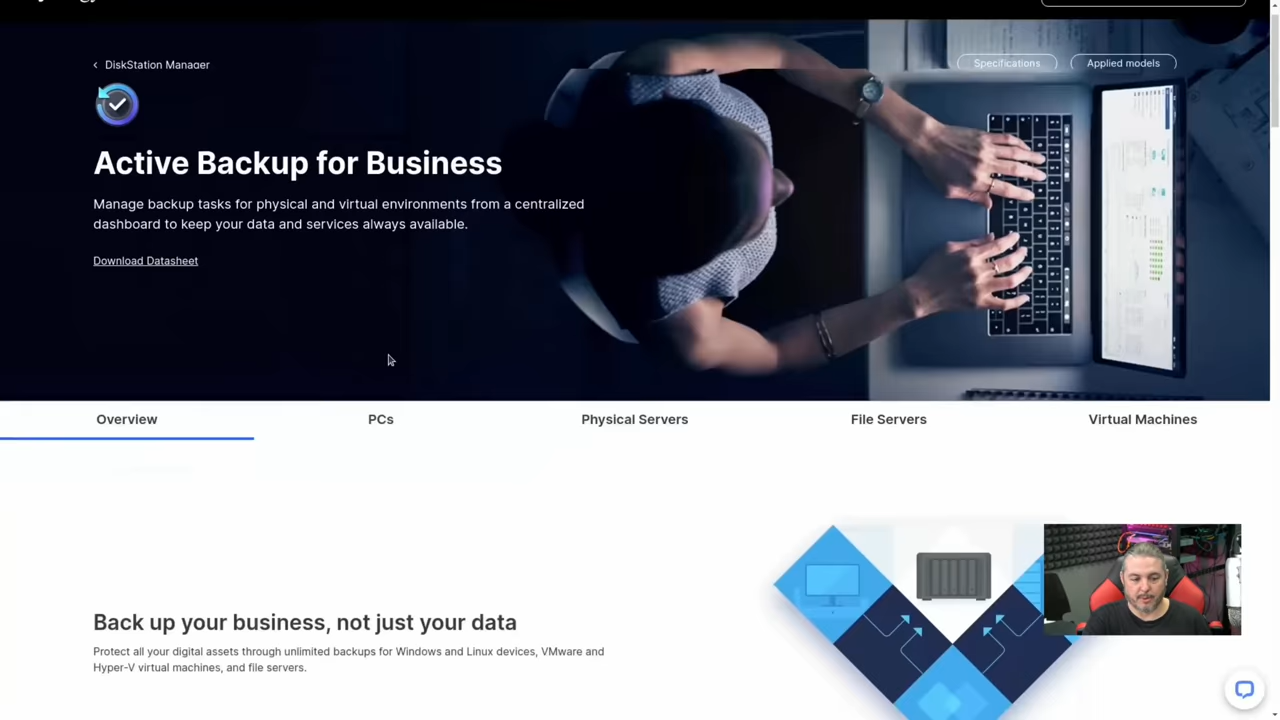 DiskStation Manager
Specifications
Applied models
Active Backup for Business
Manage backup tasks for physical and virtual environments from a centralized
dashboard to keep your data and services always available.
Download Datasheet
Overview
PCs
Physical Servers
File Servers
Virtual Machines
Back up your business, not just your data
Protect all your digital assets through unlimited backups for Windows and Linux devices, VMware and
Hyper-V virtual machines, and file servers.